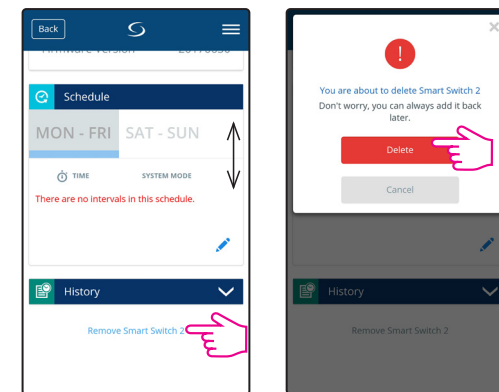 Back
Firmware version 20170630
Schedule
MON - FRI SAT - SUN
TIME SYSTEM MODE
There are no intervals in this schedule.
History
Remove Smart Switch 2
!
You are about to delete Smart Switch 2
Don't worry, you can always add it back
later.
Delete
Cancel
History
Remove Smart Switch 2